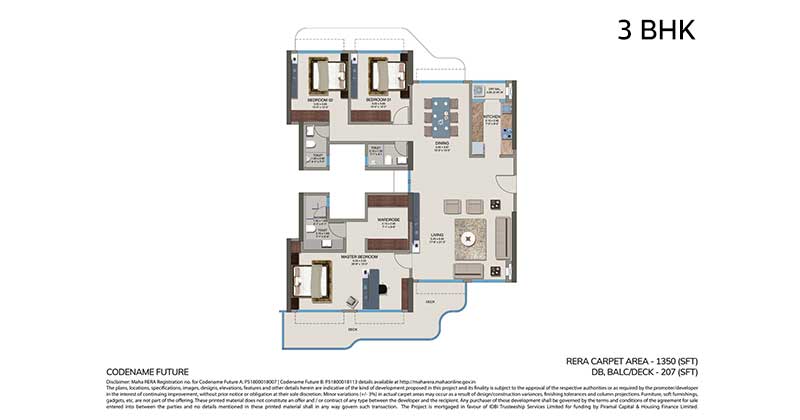 3 BHK
BEDROOM 02
BEDROOM 01
DRY BAL.
KITCHEN
DINING
TOILET
TOILET
WARDROBE
TOILET
LIVING
MASTER BEDROOM
DECK
DECK
RERA CARPET AREA - 1350 (SFT)
DB, BALC/DECK - 207 (SFT)
CODENAME FUTURE
Disclaimer: Maha RERA Registration no. for Codename Future A: P51800018007 | Codename Future B: P51800018113 details available at http://maharera.mahaonline.gov.in
The plans, locations, specifications, images, designs, elevations, features and other details herein are indicative of the kind of development proposed in this project and its finality is subject to the approval of the respective authorities or as required by the promoter/developer
in the interest of continuing improvement, without prior notice or obligation at their sole discretion. Minor variations (+/- 3%) in actual carpet areas may occur as a result of design/construction variances, finishing tolerances and column projections. Furniture, soft furnishings,
gadgets, etc, are not part of the offering. These printed material does not constitute an offer and / or contract of any type between the developer and the recipient. Any purchase of these development shall be governed by the terms and conditions of the agreement for sale
entered into between the parties and no details mentioned in these printed material shall in any way govern such transaction. The Project is mortgaged in favour of IDBI Trusteeship Services Limited for funding by Piramal Capital & Housing Finance Limited.